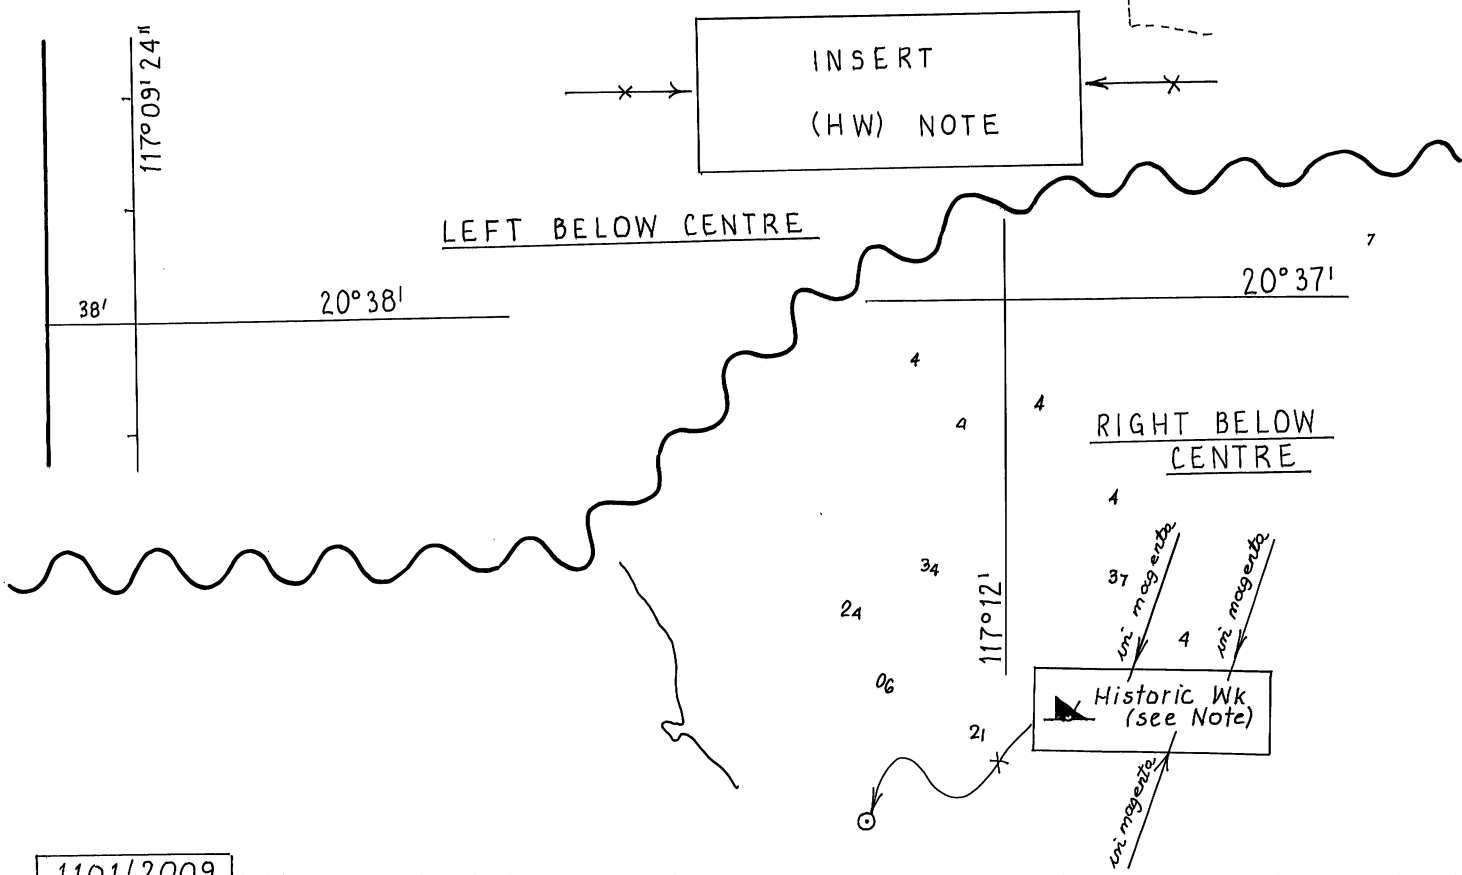 117°09'24"
INSERT
(HW) NOTE
LEFT BELOW CENTRE
38'
20°38'
7
20°37'
4
4
4
RIGHT BELOW
CENTRE
4
34
37
24
117°12'
in magenta
in magenta
4
06
Historic Wk
(see Note)
21
in magenta
1101/2009